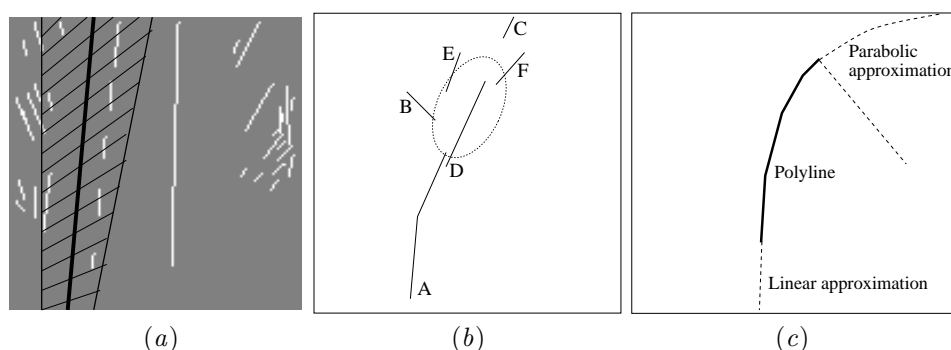 C
E
F
B
D
A
(b)
Parabolic
approximation
Polyline
Linear approximation
(a)
(c)